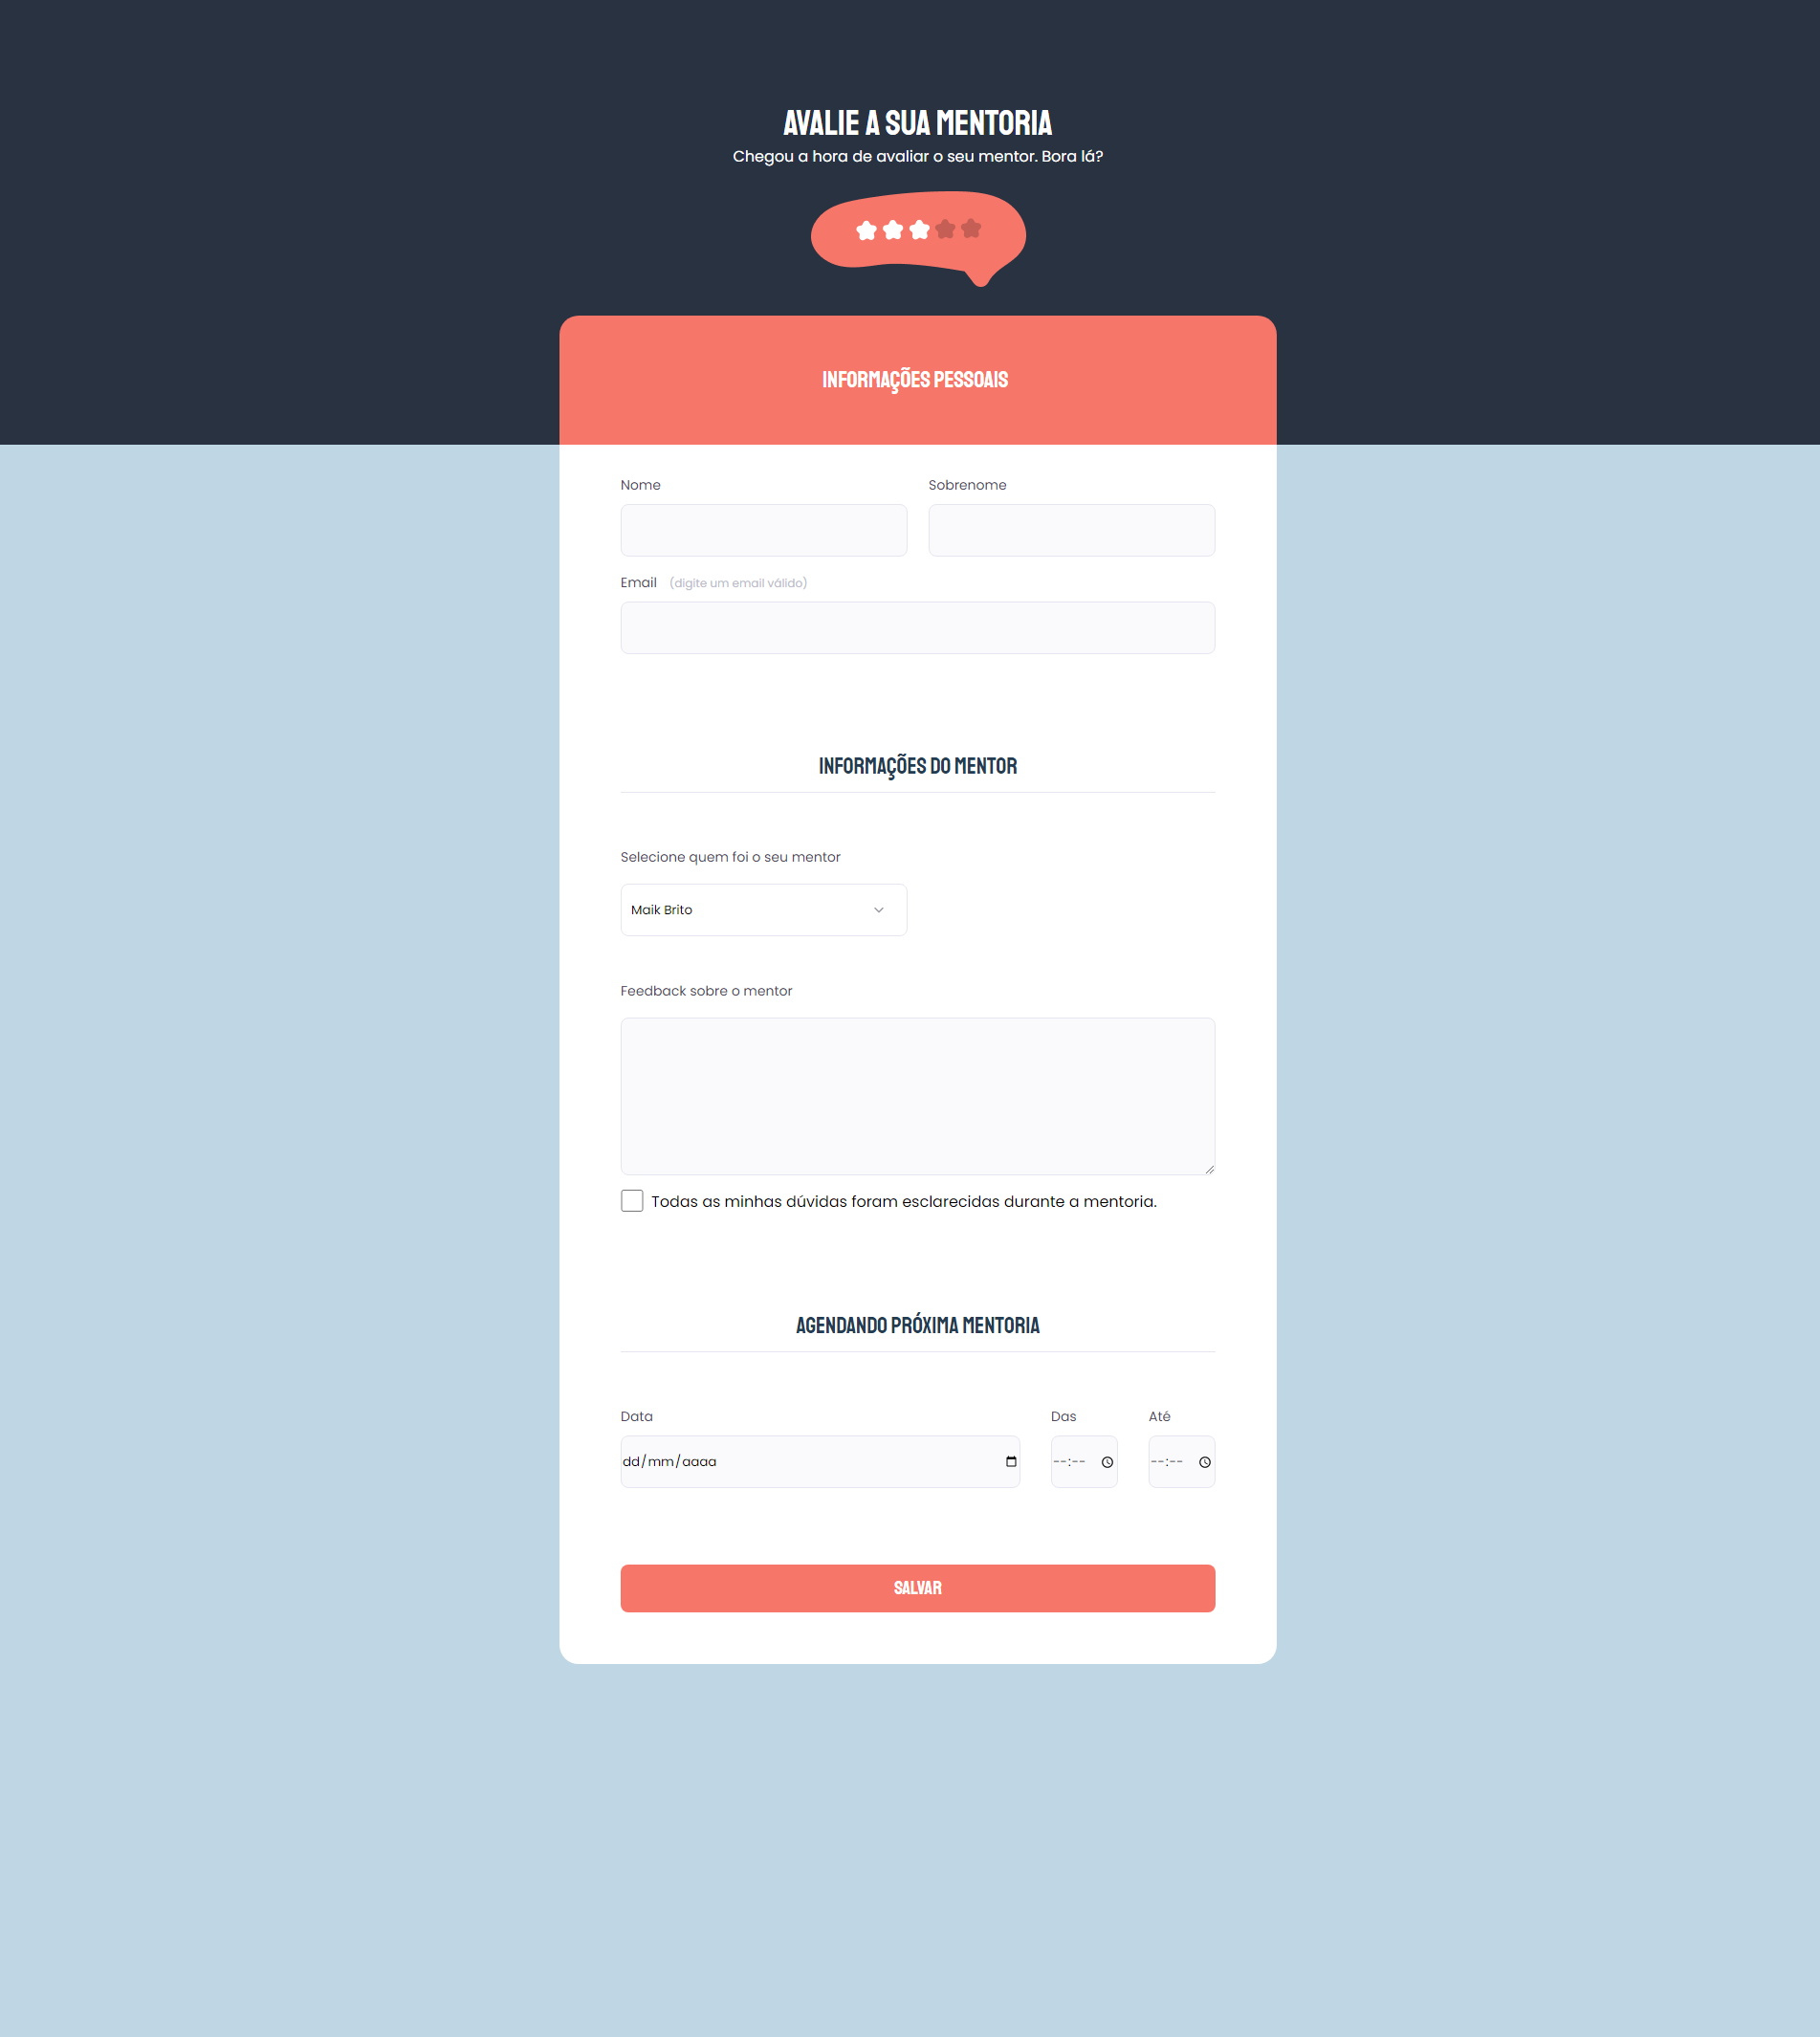 AVALIE A SUA MENTORIA
Chegou a hora de avaliar o seu mentor. Bora lá?
INFORMAÇÕES PESSOAIS
Nome Sobrenome
Email (digite um email válido)
INFORMAÇÕES DO MENTOR
Selecione quem foi o seu mentor
Maik Brito
Feedback sobre o mentor
Todas as minhas dúvidas foram esclarecidas durante a mentoria.
AGENDANDO PRÓXIMA MENTORIA
Data Das Até
dd/mm/aaaa --:-- --:--
SALVAR